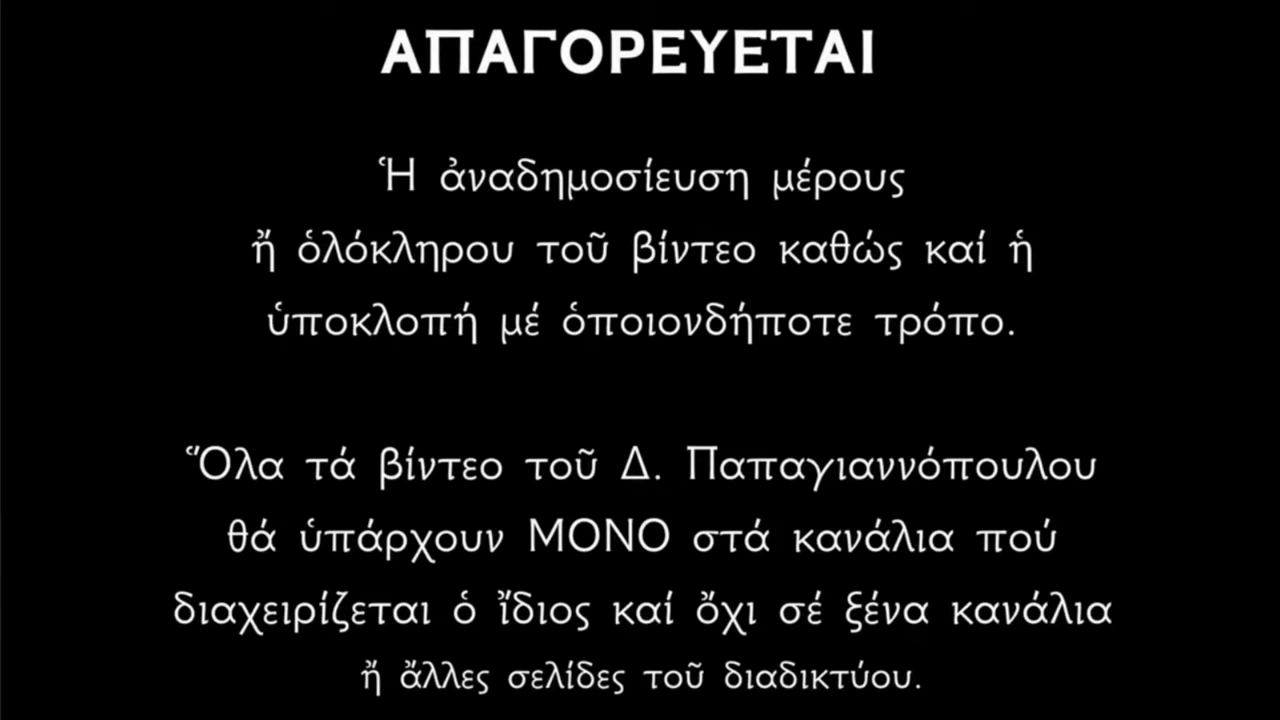 ΑΠΑΓΟΡΕΥΕΤΑΙ
Ἡ ἀναδημοσίευση μέρους
ἤ ὁλόκληρου τοῦ βίντεο καθώς καί ἡ
ὑποκλοπή μέ ὁποιονδήποτε τρόπο.
Ὅλα τά βίντεο τοῦ Δ. Παπαγιαννόπουλου
θά ὑπάρχουν ΜΟΝΟ στά κανάλια πού
διαχειρίζεται ὁ ἴδιος καί ὄχι σέ ξένα κανάλια
ἤ ἄλλες σελίδες τοῦ διαδικτύου.